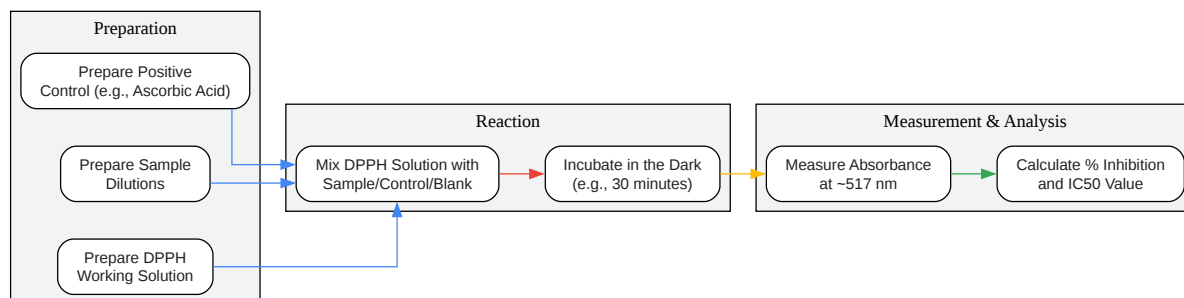 Preparation
Prepare Positive
Control (e.g., Ascorbic Acid)
Prepare Sample
Dilutions
Prepare DPPH
Working Solution
Reaction
Mix DPPH Solution with
Sample/Control/Blank
Incubate in the Dark
(e.g., 30 minutes)
Measurement & Analysis
Measure Absorbance
at ~517 nm
Calculate % Inhibition
and IC50 Value